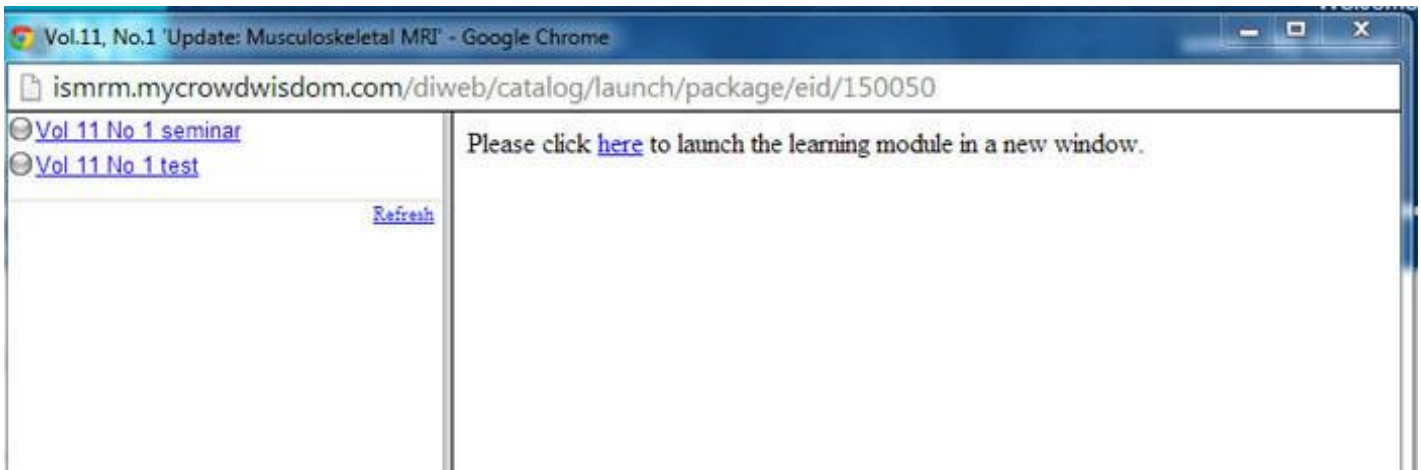 Vol.11, No.1 'Update: Musculoskeletal MRI' - Google Chrome
ismrm.mycrowdwisdom.com/diweb/catalog/launch/package/eid/150050
Vol 11 No 1 seminar
Vol 11 No 1 test
Refresh
Please click here to launch the learning module in a new window.